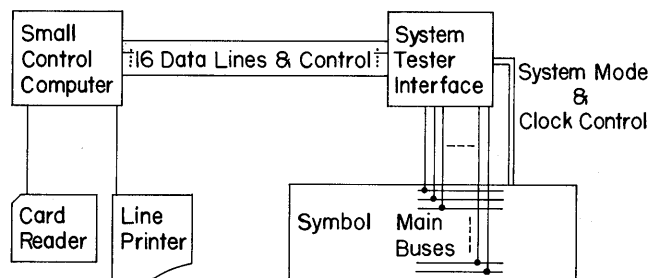 Small
Control
Computer
16 Data Lines & Control
System
Tester
Interface
System Mode
&
Clock Control
Card
Reader
Line
Printer
Symbol Main
Buses